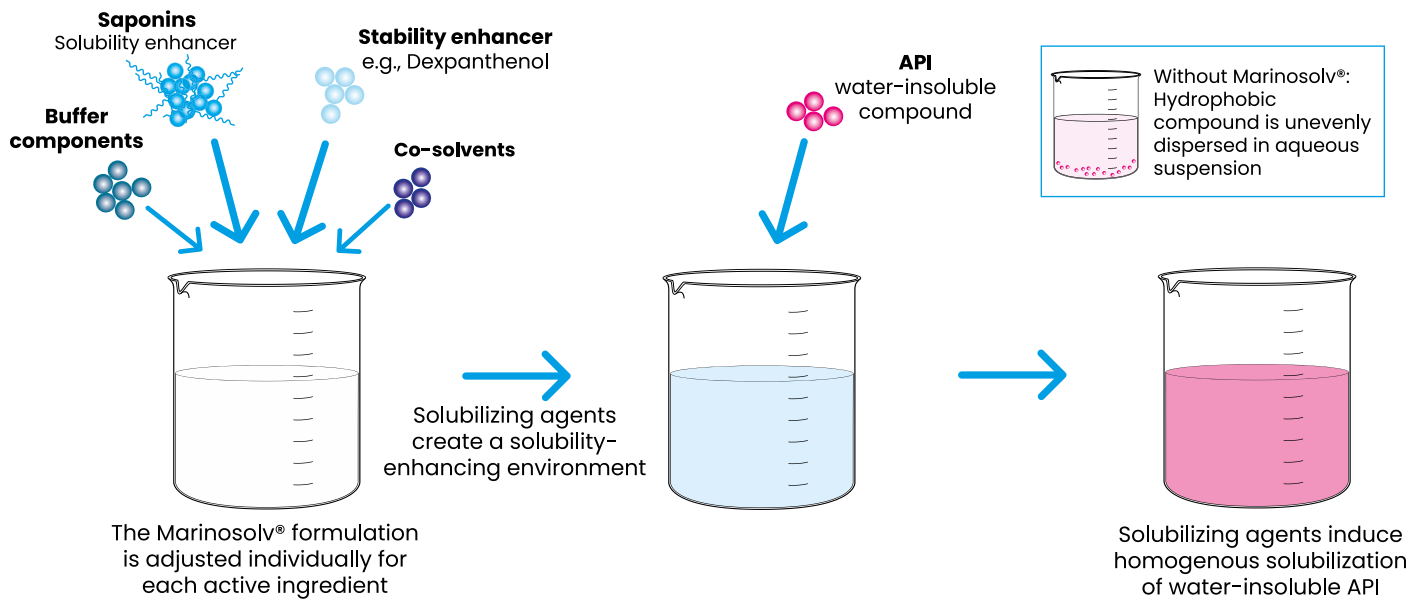 Saponins
Solubility enhancer
Stability enhancer
e.g., Dexpanthenol
Buffer
components
Co-solvents
API
water-insoluble
compound
Without Marinosolv®:
Hydrophobic
compound is unevenly
dispersed in aqueous
suspension
Solubilizing agents
create a solubility-
enhancing environment
The Marinosolv® formulation
is adjusted individually for
each active ingredient
Solubilizing agents induce
homogenous solubilization
of water-insoluble API